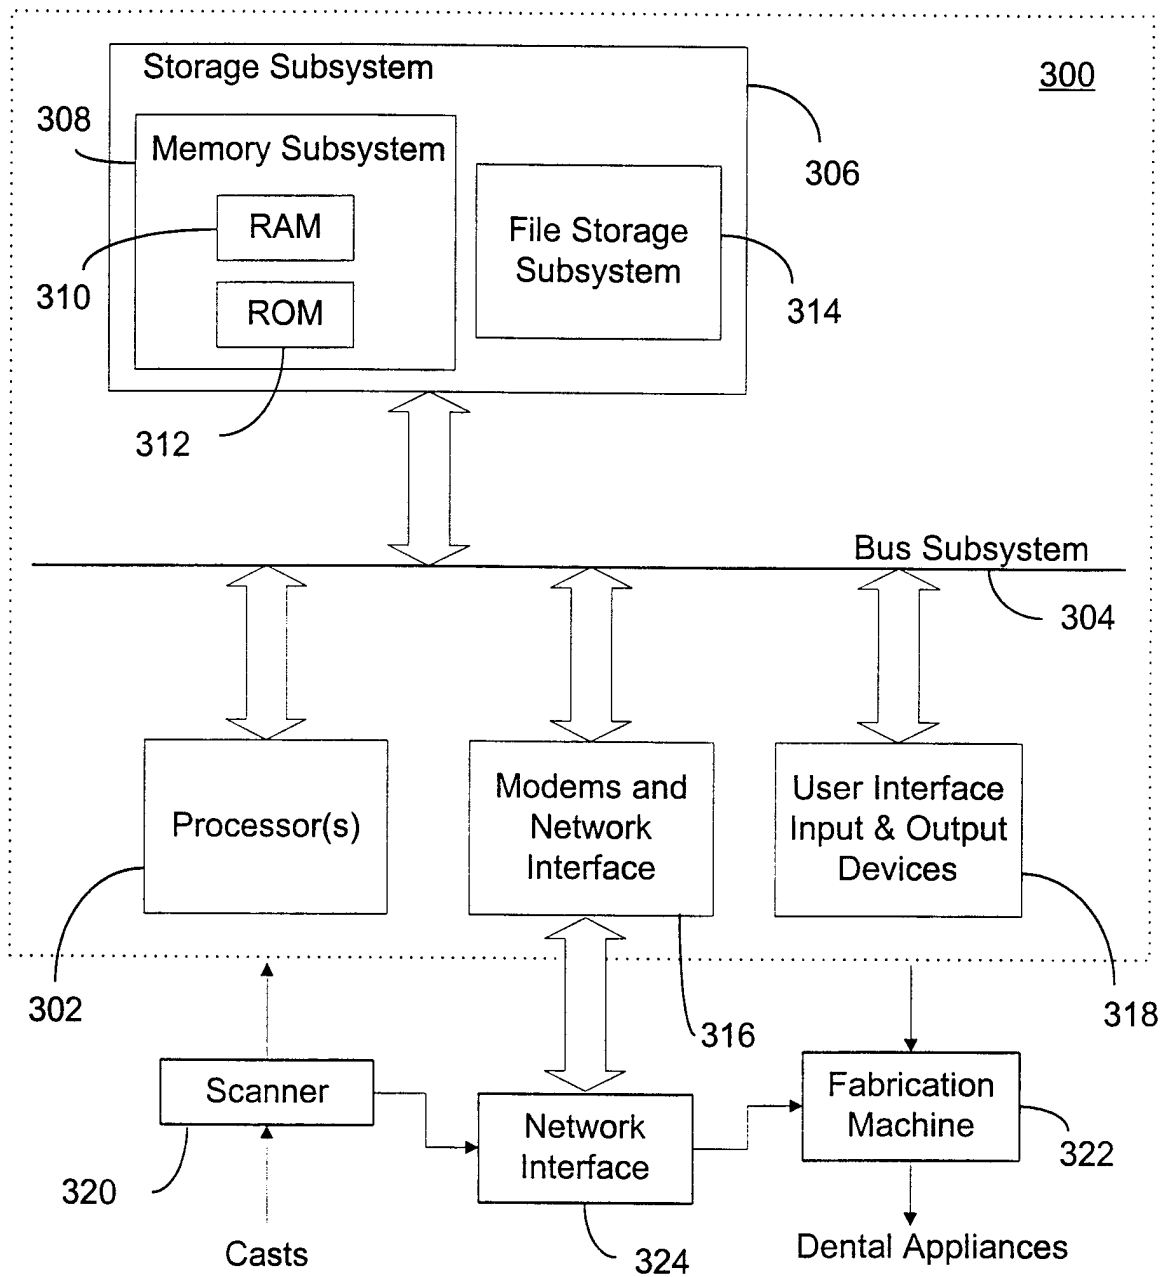 Storage Subsystem
300
308
Memory Subsystem
306
RAM
File Storage
Subsystem
310
ROM
314
312
Bus Subsystem
304
Processor(s)
Modems and
Network
Interface
User Interface
Input & Output
Devices
302
316
318
Scanner
Fabrication
Machine
Network
Interface
320
322
Casts
324
Dental Appliances